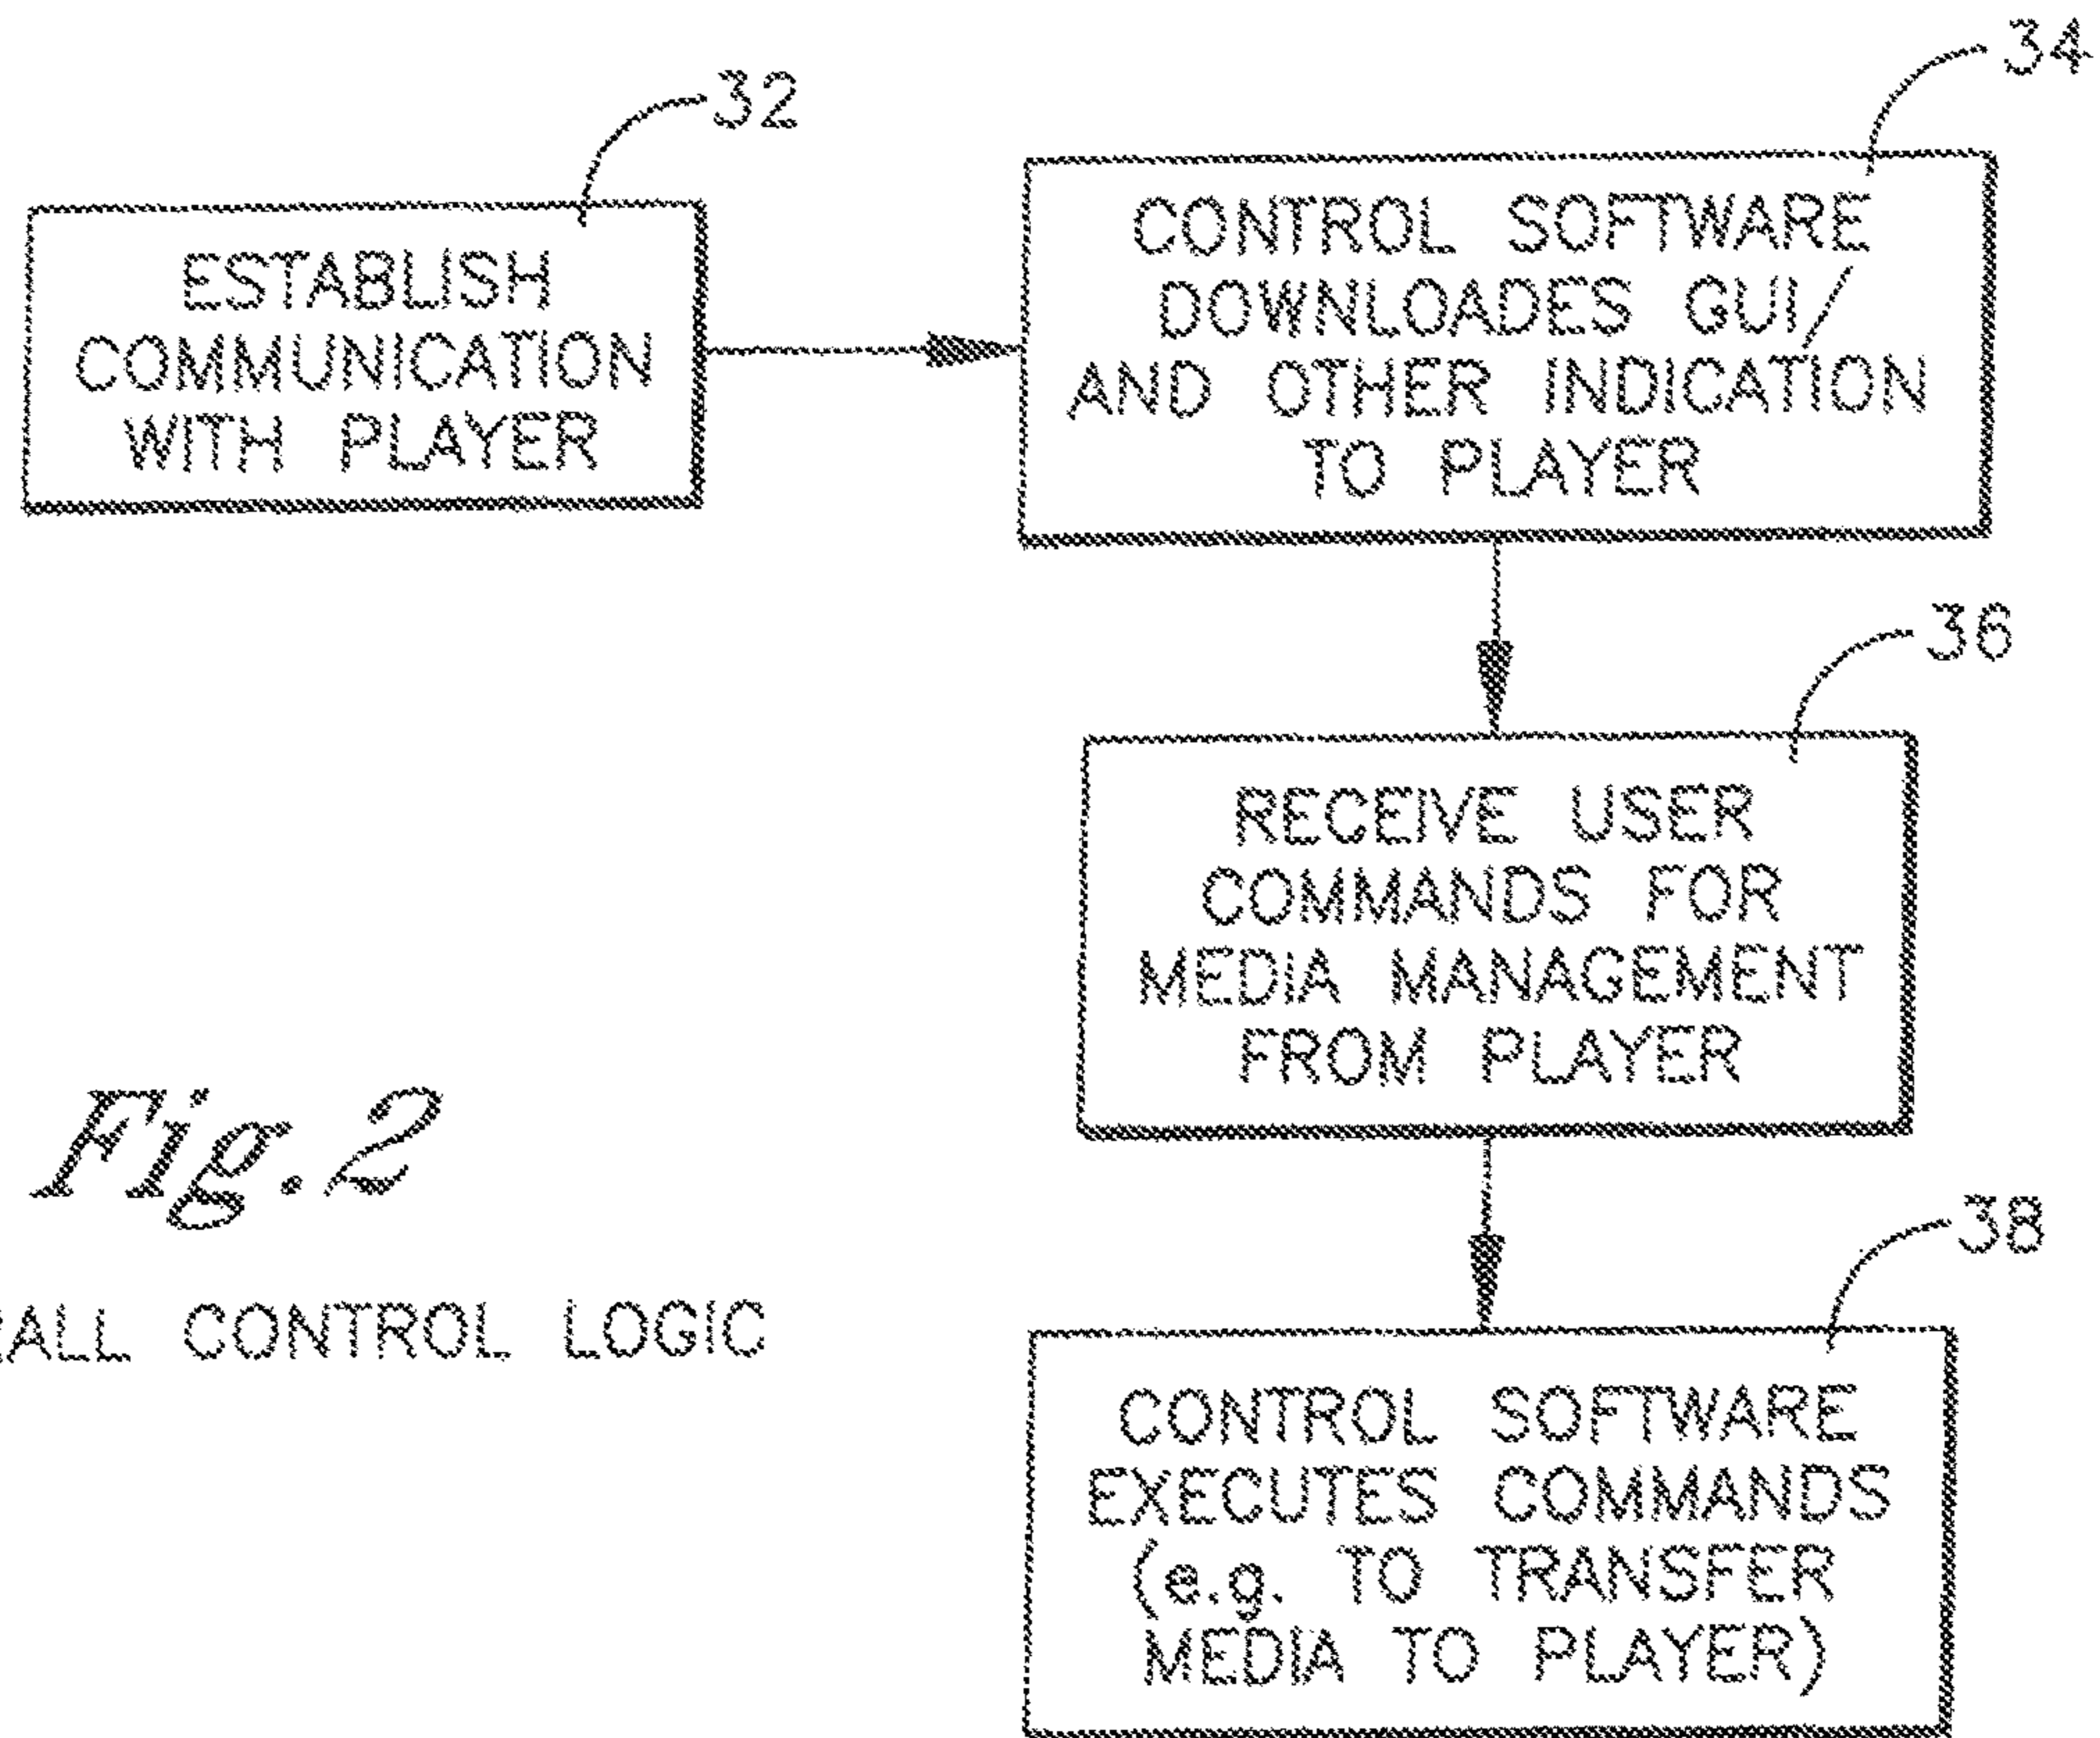 32
ESTABLISH
COMMUNICATION
WITH PLAYER
34
CONTROL SOFTWARE
DOWNLOADES GUI/
AND OTHER INDICATION
TO PLAYER
36
RECEIVE USER
COMMANDS FOR
MEDIA MANAGEMENT
FROM PLAYER
38
CONTROL SOFTWARE
EXECUTES COMMANDS
(e.g. TO TRANSFER
MEDIA TO PLAYER)
Fig.2
CONTROL LOGIC